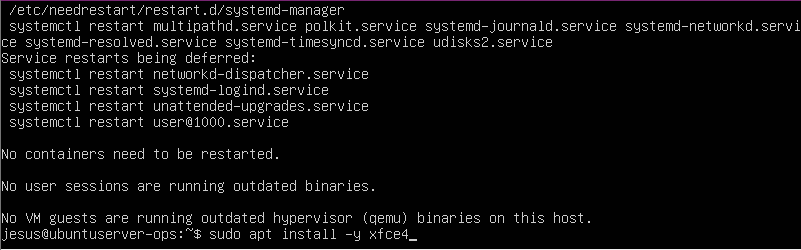 /etc/needrestart/restart.d/systemd-manager
systemctl restart multipathd.service polkit.service systemd-journald.service systemd-networkd.servi
ce systemd-resolved.service systemd-timesyncd.service udisks2.service
Service restarts being deferred:
systemctl restart networkd-dispatcher.service
systemctl restart systemd-logind.service
systemctl restart unattended-upgrades.service
systemctl restart user@1000.service
No containers need to be restarted.
No user sessions are running outdated binaries.
No VM guests are running outdated hypervisor (qemu) binaries on this host.
jesus@ubuntuserver-ops:~$ sudo apt install -y xfce4_